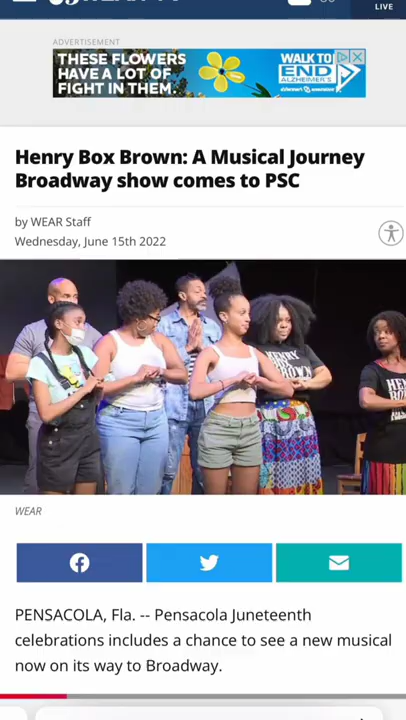 LIVE
ADVERTISEMENT
THESE FLOWERS
HAVE A LOT OF
FIGHT IN THEM.
WALK TO
END
ALZHEIMER'S
Henry Box Brown: A Musical Journey
Broadway show comes to PSC
by WEAR Staff
Wednesday, June 15th 2022
HENRY
BROWN
WEAR
PENSACOLA, Fla. -- Pensacola Juneteenth
celebrations includes a chance to see a new musical
now on its way to Broadway.